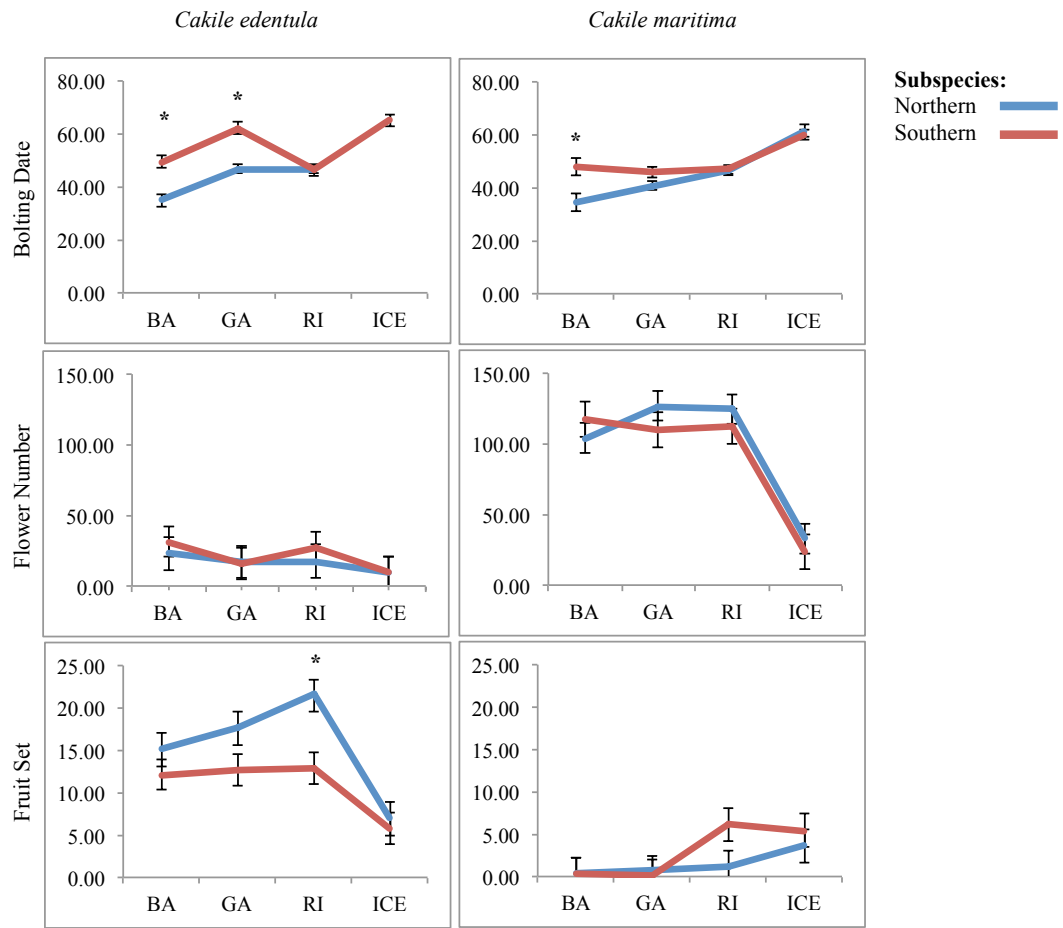 Cakile edentula
Cakile maritima
Subspecies:
Northern
Southern
Bolting Date
80.00
60.00
40.00
20.00
0.00
* *
BA GA RI ICE
80.00
60.00
40.00
20.00
0.00
*
BA GA RI ICE
Flower Number
150.00
100.00
50.00
0.00
BA GA RI ICE
150.00
100.00
50.00
0.00
BA GA RI ICE
Fruit Set
25.00
20.00
15.00
10.00
5.00
0.00
*
BA GA RI ICE
25.00
20.00
15.00
10.00
5.00
0.00
BA GA RI ICE